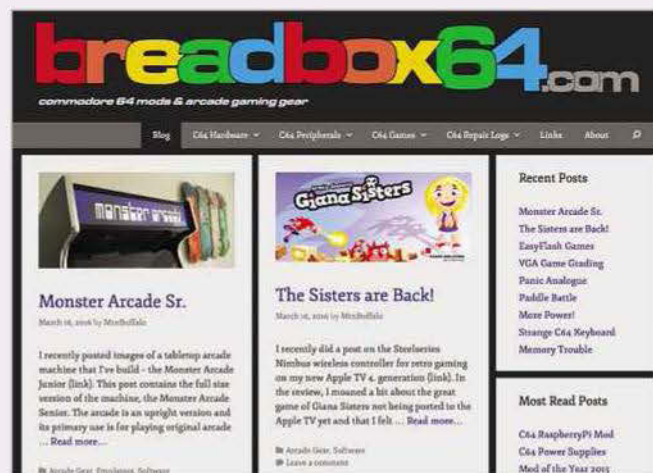 breadbox64.com
commodore 64 mods & arcade gaming gear
Blog C64 Hardware C64 Peripherals C64 Games C64 Repair Logs Links About
monster arcade
Giana Sisters
Monster Arcade Sr.
March 16, 2016 by MtnBuffalo
I recently posted images of a tabletop arcade
machine that I've build – the Monster Arcade
Junior (link). This post contains the full size
version of the machine, the Monster Arcade
Senior. The arcade is an upright version and
its primary use is for playing original arcade
... Read more...
Arcade Gear, Emulators, Software
The Sisters are Back!
March 16, 2016 by MtnBuffalo
I recently did a post on the Steelseries
Nimbus wireless controller for retro gaming
on my new Apple TV 4. generation (link). In
the review, I moaned a bit about the great
game of Giana Sisters not being ported to the
Apple TV yet and that I felt ... Read more...
Arcade Gear, Software
Leave a comment
Recent Posts
Monster Arcade Sr.
The Sisters are Back!
EasyFlash Games
VGA Game Grading
Panic Analogue
Paddle Battle
More Power!
Strange C64 Keyboard
Memory Trouble
Most Read Posts
C64 RaspberryPi Mod
C64 Power Supplies
Mod of the Year 2015